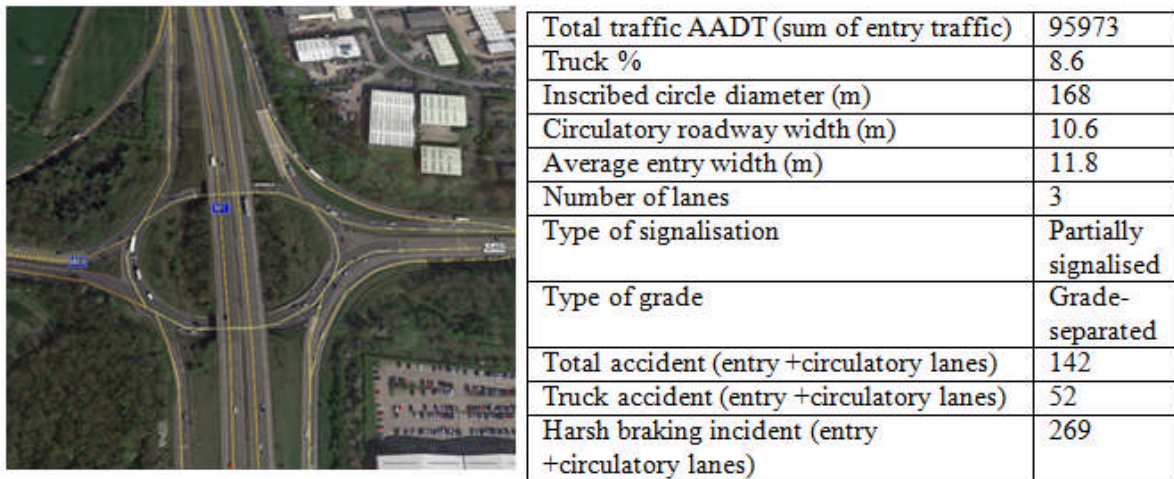 Total traffic AADT (sum of entry traffic) 95973
Truck % 8.6
Inscribed circle diameter (m) 168
Circulatory roadway width (m) 10.6
Average entry width (m) 11.8
Number of lanes 3
Type of signalisation Partially
signalised
Type of grade Grade-
separated
Total accident (entry +circulatory lanes) 142
Truck accident (entry +circulatory lanes) 52
Harsh braking incident (entry 269
+circulatory lanes)